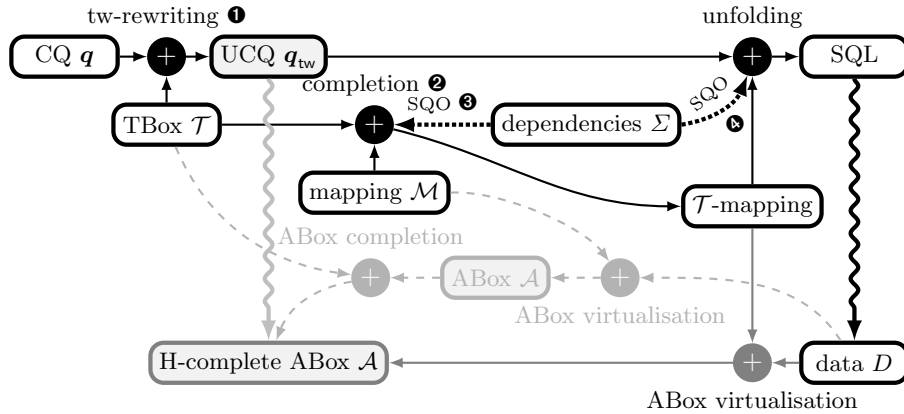 tw-rewriting ❶
unfolding
CQ q
+
UCQ q_tw
+
SQL
completion ❷
SQO ❸
SQO
❹
TBox 𝒯
+
dependencies Σ
mapping ℳ
𝒯-mapping
ABox completion
+
ABox 𝒜
+
ABox virtualisation
H-complete ABox 𝒜
+
data D
ABox virtualisation